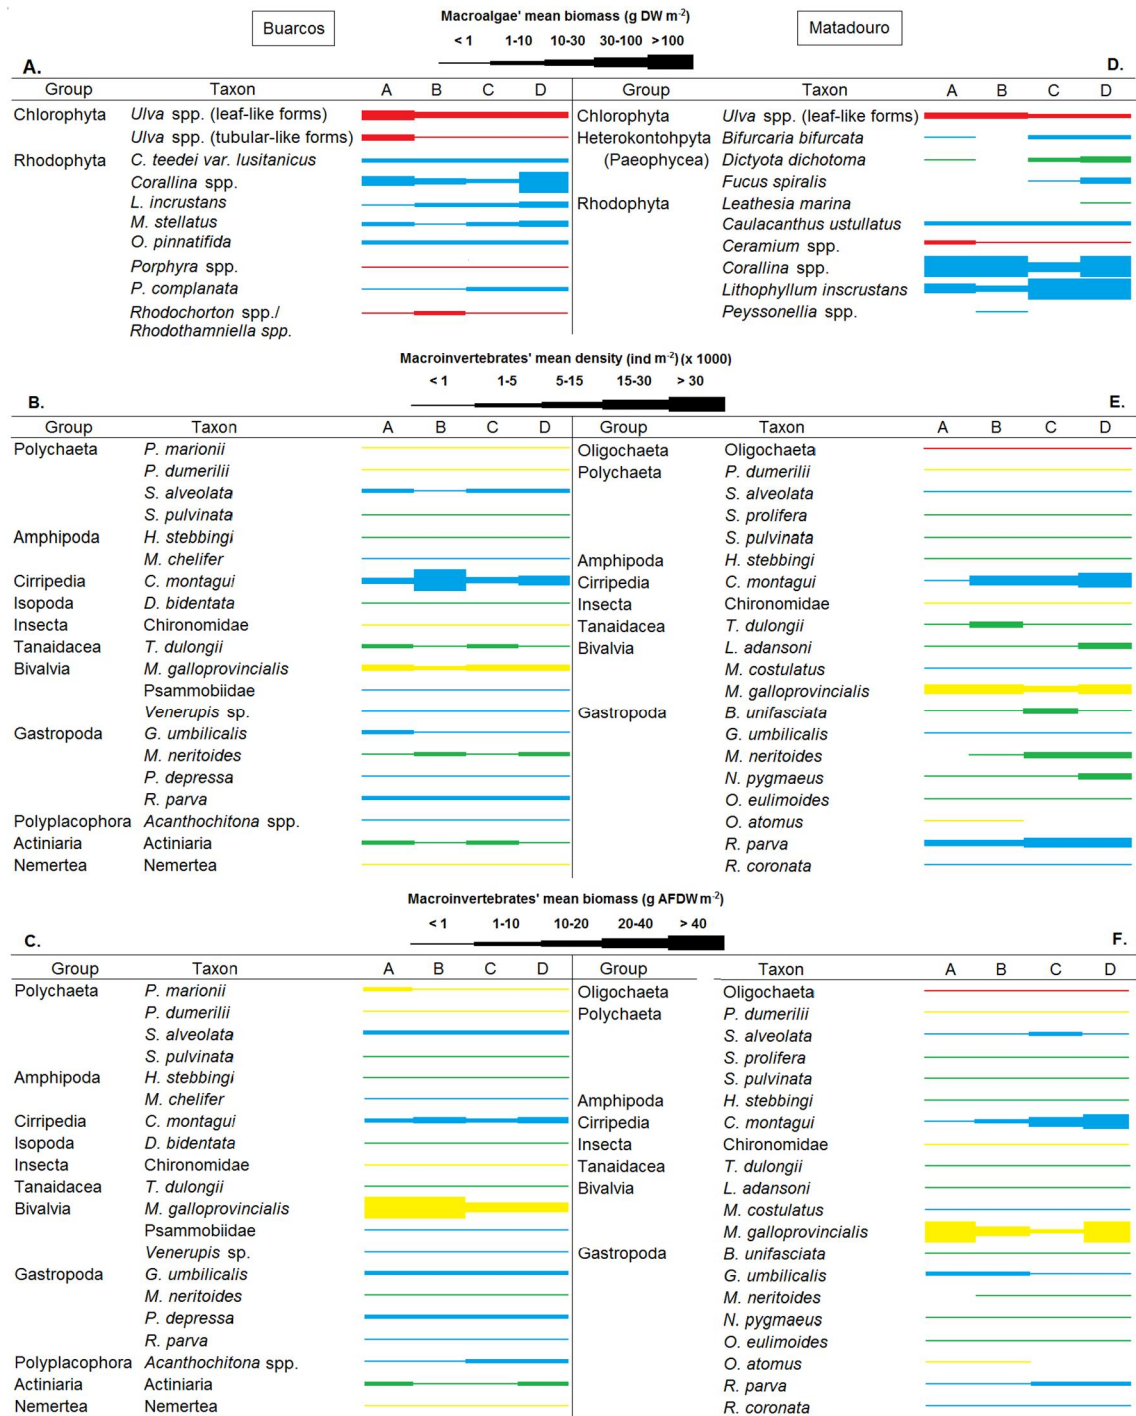 Buarcos
Macroalgae' mean biomass (g DW m-2)
Matadouro
< 1 1-10 10-30 30-100 >100
A.
D.
Group Taxon A B C D Group Taxon A B C D
Chlorophyta Ulva spp. (leaf-like forms) Chlorophyta Ulva spp. (leaf-like forms)
Ulva spp. (tubular-like forms) Heterokontohpyta Bifurcaria bifurcata
Rhodophyta C. teedei var. lusitanicus (Paeophycea) Dictyota dichotoma
Corallina spp. Fucus spiralis
L. incrustans Rhodophyta Leathesia marina
M. stellatus Caulacanthus ustullatus
O. pinnatifida Ceramium spp.
Porphyra spp. Corallina spp.
P. complanata Lithophyllum inscrustans
Rhodochorton spp./ Peyssonellia spp.
Rhodothamniella spp.
Macroinvertebrates' mean density (ind m-2) (x 1000)
< 1 1-5 5-15 15-30 > 30
B.
E.
Group Taxon A B C D Group Taxon A B C D
Polychaeta P. marionii Oligochaeta Oligochaeta
P. dumerilii Polychaeta P. dumerilii
S. alveolata S. alveolata
S. pulvinata S. prolifera
Amphipoda H. stebbingi S. pulvinata
M. chelifer Amphipoda H. stebbingi
Cirripedia C. montagui Cirripedia C. montagui
Isopoda D. bidentata Insecta Chironomidae
Insecta Chironomidae Tanaidacea T. dulongii
Tanaidacea T. dulongii Bivalvia L. adansoni
Bivalvia M. galloprovincialis M. costulatus
Psammobiidae M. galloprovincialis
Venerupis sp. Gastropoda B. unifasciata
Gastropoda G. umbilicalis G. umbilicalis
M. neritoides M. neritoides
P. depressa N. pygmaeus
R. parva O. eulimoides
Polyplacophora Acanthochitona spp. O. atomus
Actiniaria Actiniaria R. parva
Nemertea Nemertea R. coronata
Macroinvertebrates' mean biomass (g AFDW m-2)
< 1 1-10 10-20 20-40 > 40
C.
F.
Group Taxon A B C D Group Taxon A B C D
Polychaeta P. marionii Oligochaeta Oligochaeta
P. dumerilii Polychaeta P. dumerilii
S. alveolata S. alveolata
S. pulvinata S. prolifera
Amphipoda H. stebbingi S. pulvinata
M. chelifer Amphipoda H. stebbingi
Cirripedia C. montagui Cirripedia C. montagui
Isopoda D. bidentata Insecta Chironomidae
Insecta Chironomidae Tanaidacea T. dulongii
Tanaidacea T. dulongii Bivalvia L. adansoni
Bivalvia M. galloprovincialis M. costulatus
Psammobiidae M. galloprovincialis
Venerupis sp. Gastropoda B. unifasciata
Gastropoda G. umbilicalis G. umbilicalis
M. neritoides M. neritoides
P. depressa N. pygmaeus
R. parva O. eulimoides
Polyplacophora Acanthochitona spp. O. atomus
Actiniaria Actiniaria R. parva
Nemertea Nemertea R. coronata